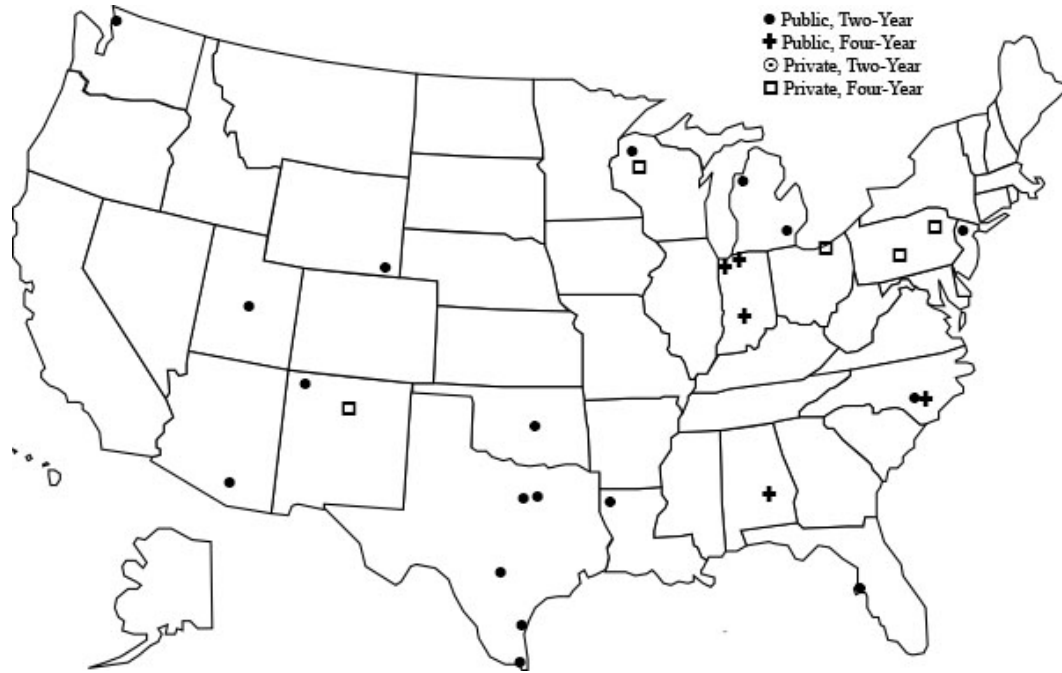 Public, Two-Year
Public, Four-Year
Private, Two-Year
Private, Four-Year